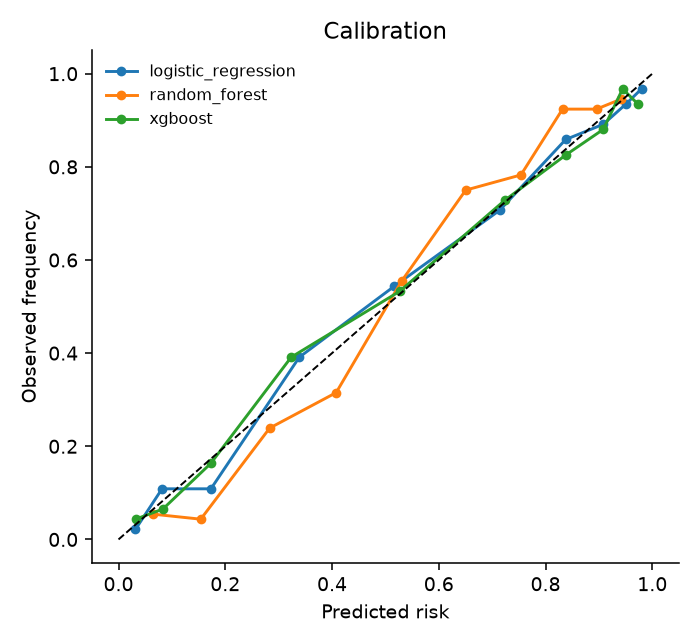 Calibration
logistic_regression
random_forest
xgboost
1.0
0.8
0.6
0.4
0.2
0.0
Observed frequency
0.0 0.2 0.4 0.6 0.8 1.0
Predicted risk